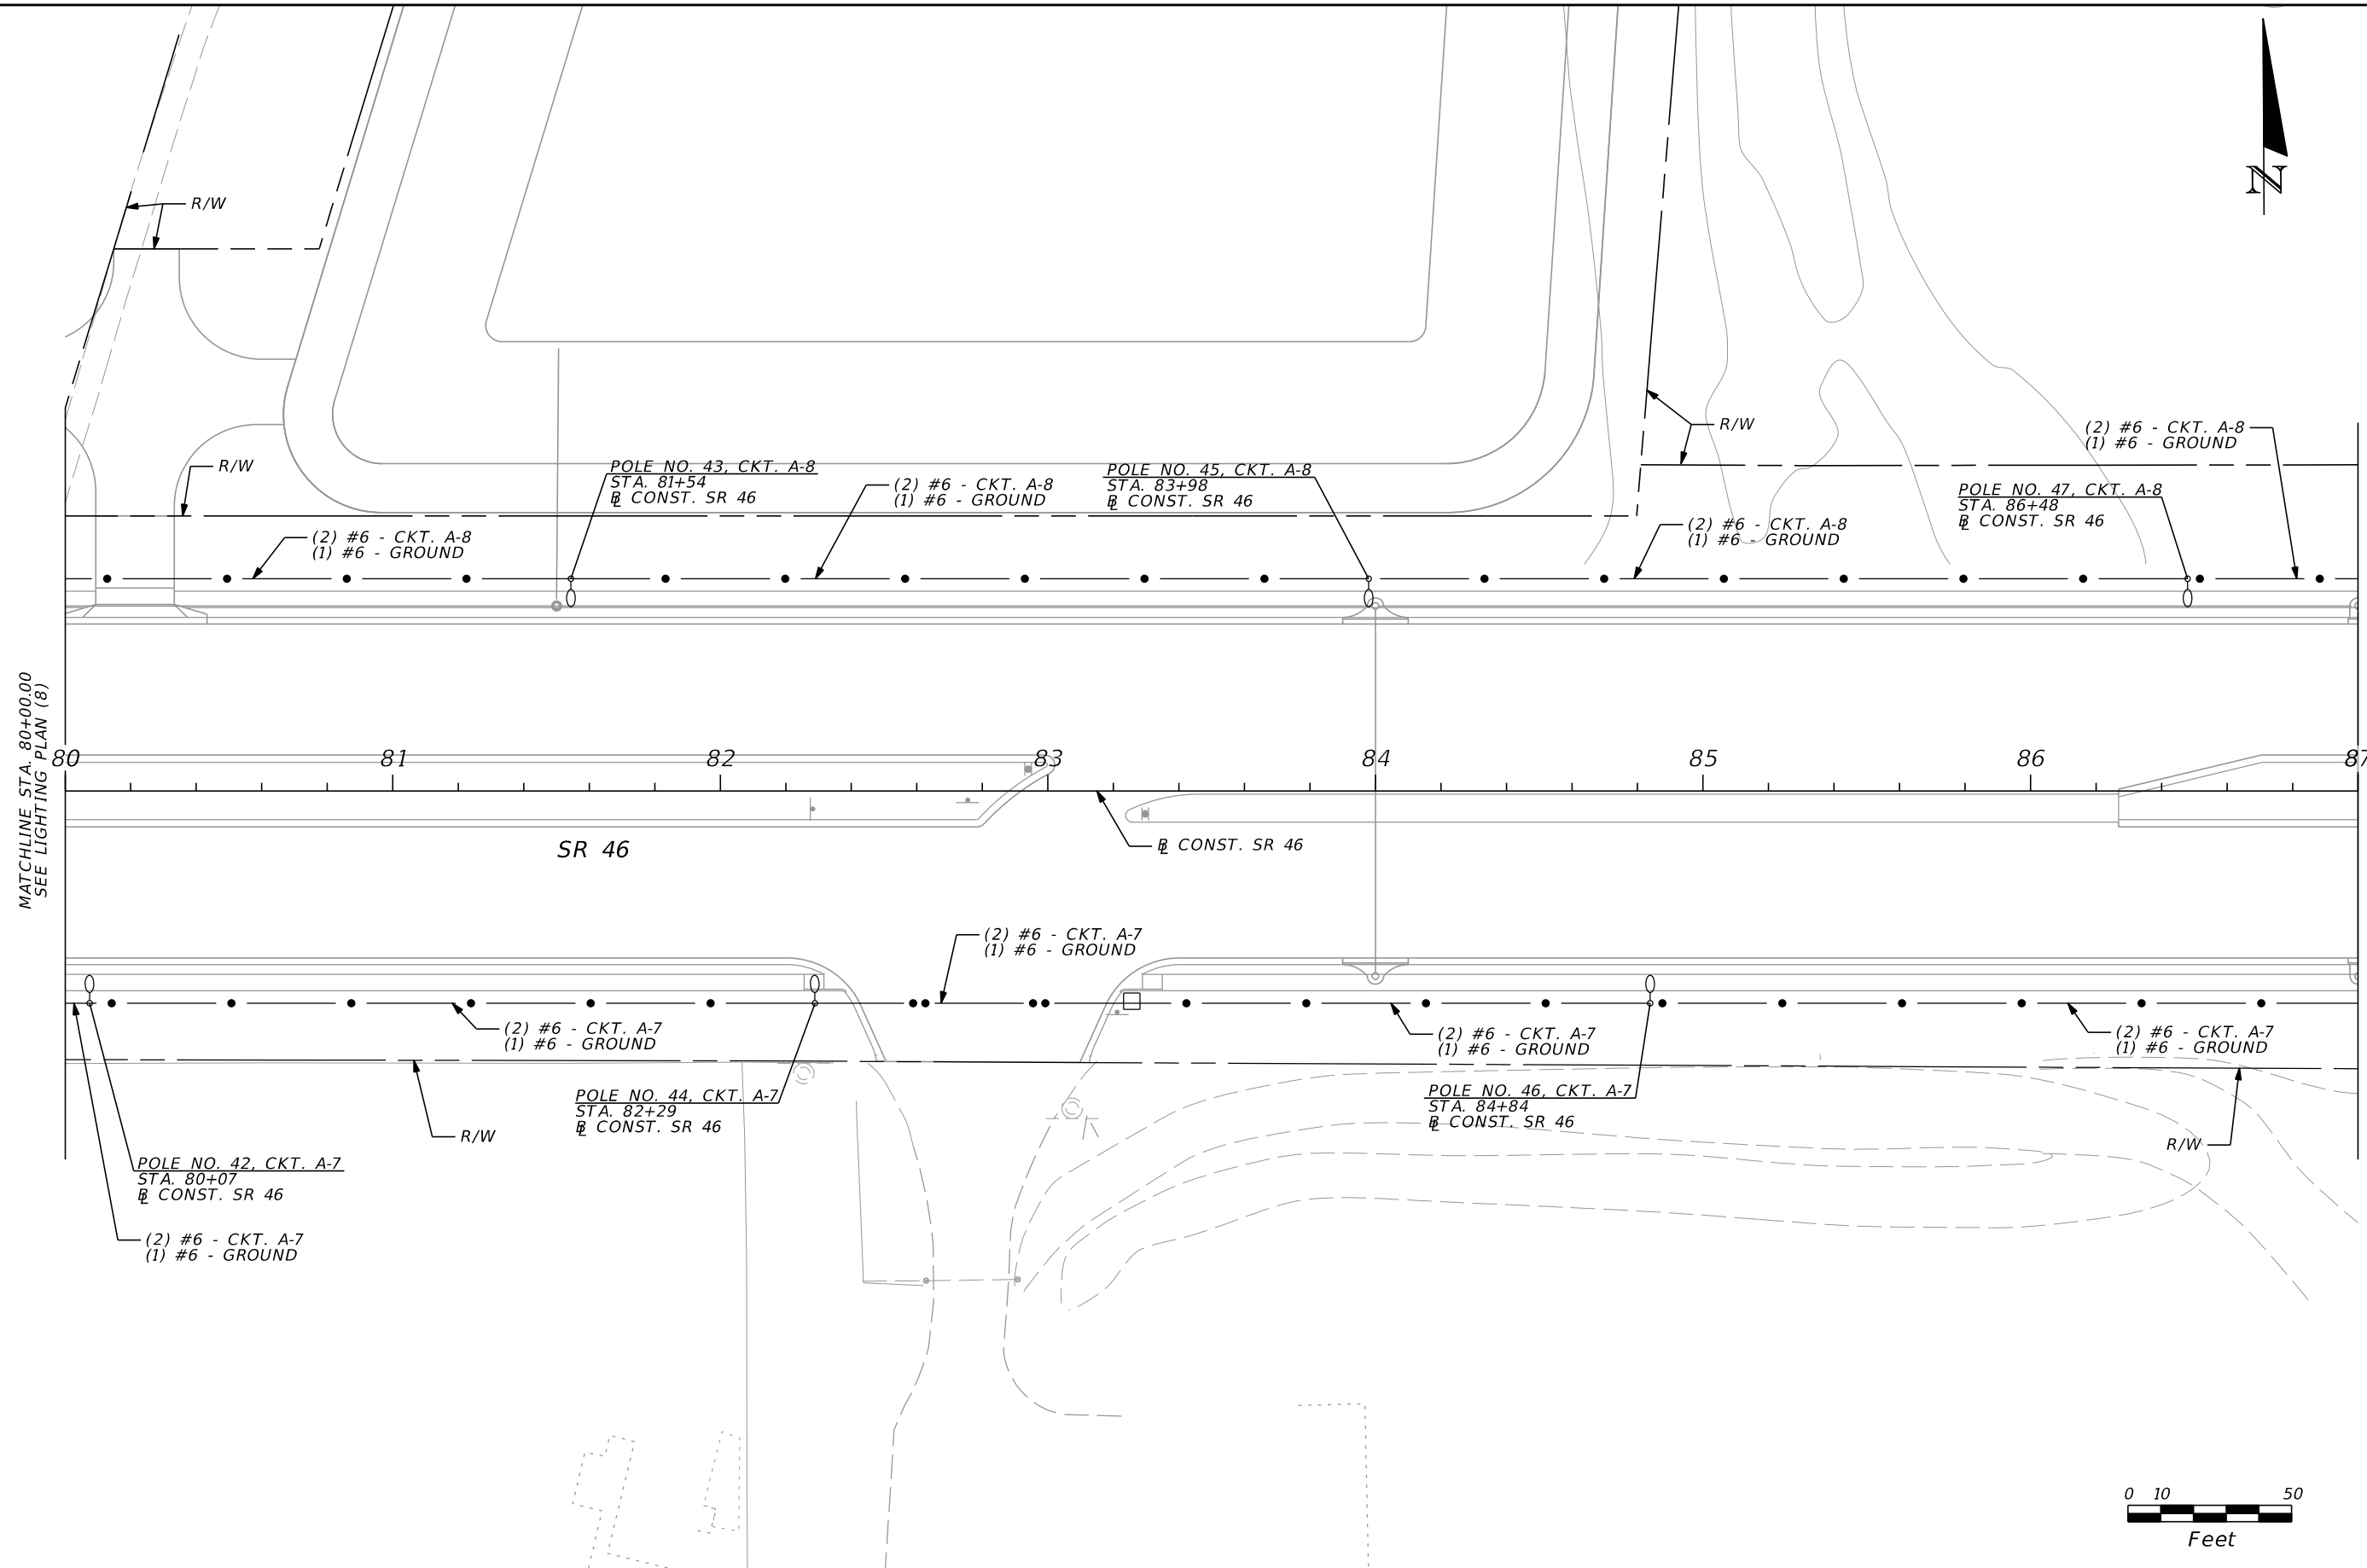 N
R/W
R/W
(2) #6 - CKT. A-8
(1) #6 - GROUND
R/W
POLE NO. 43, CKT. A-8
STA. 81+54
BL CONST. SR 46
(2) #6 - CKT. A-8
(1) #6 - GROUND
POLE NO. 45, CKT. A-8
STA. 83+98
BL CONST. SR 46
POLE NO. 47, CKT. A-8
STA. 86+48
BL CONST. SR 46
(2) #6 - CKT. A-8
(1) #6 - GROUND
(2) #6 - CKT. A-8
(1) #6 - GROUND
MATCHLINE STA. 80+00.00
SEE LIGHTING PLAN (8)
80 81 82 83 84 85 86 87
SR 46
BL CONST. SR 46
(2) #6 - CKT. A-7
(1) #6 - GROUND
(2) #6 - CKT. A-7
(1) #6 - GROUND
(2) #6 - CKT. A-7
(1) #6 - GROUND
(2) #6 - CKT. A-7
(1) #6 - GROUND
POLE NO. 44, CKT. A-7
STA. 82+29
BL CONST. SR 46
POLE NO. 46, CKT. A-7
STA. 84+84
BL CONST. SR 46
R/W
R/W
POLE NO. 42, CKT. A-7
STA. 80+07
BL CONST. SR 46
(2) #6 - CKT. A-7
(1) #6 - GROUND
0 10 50
Feet